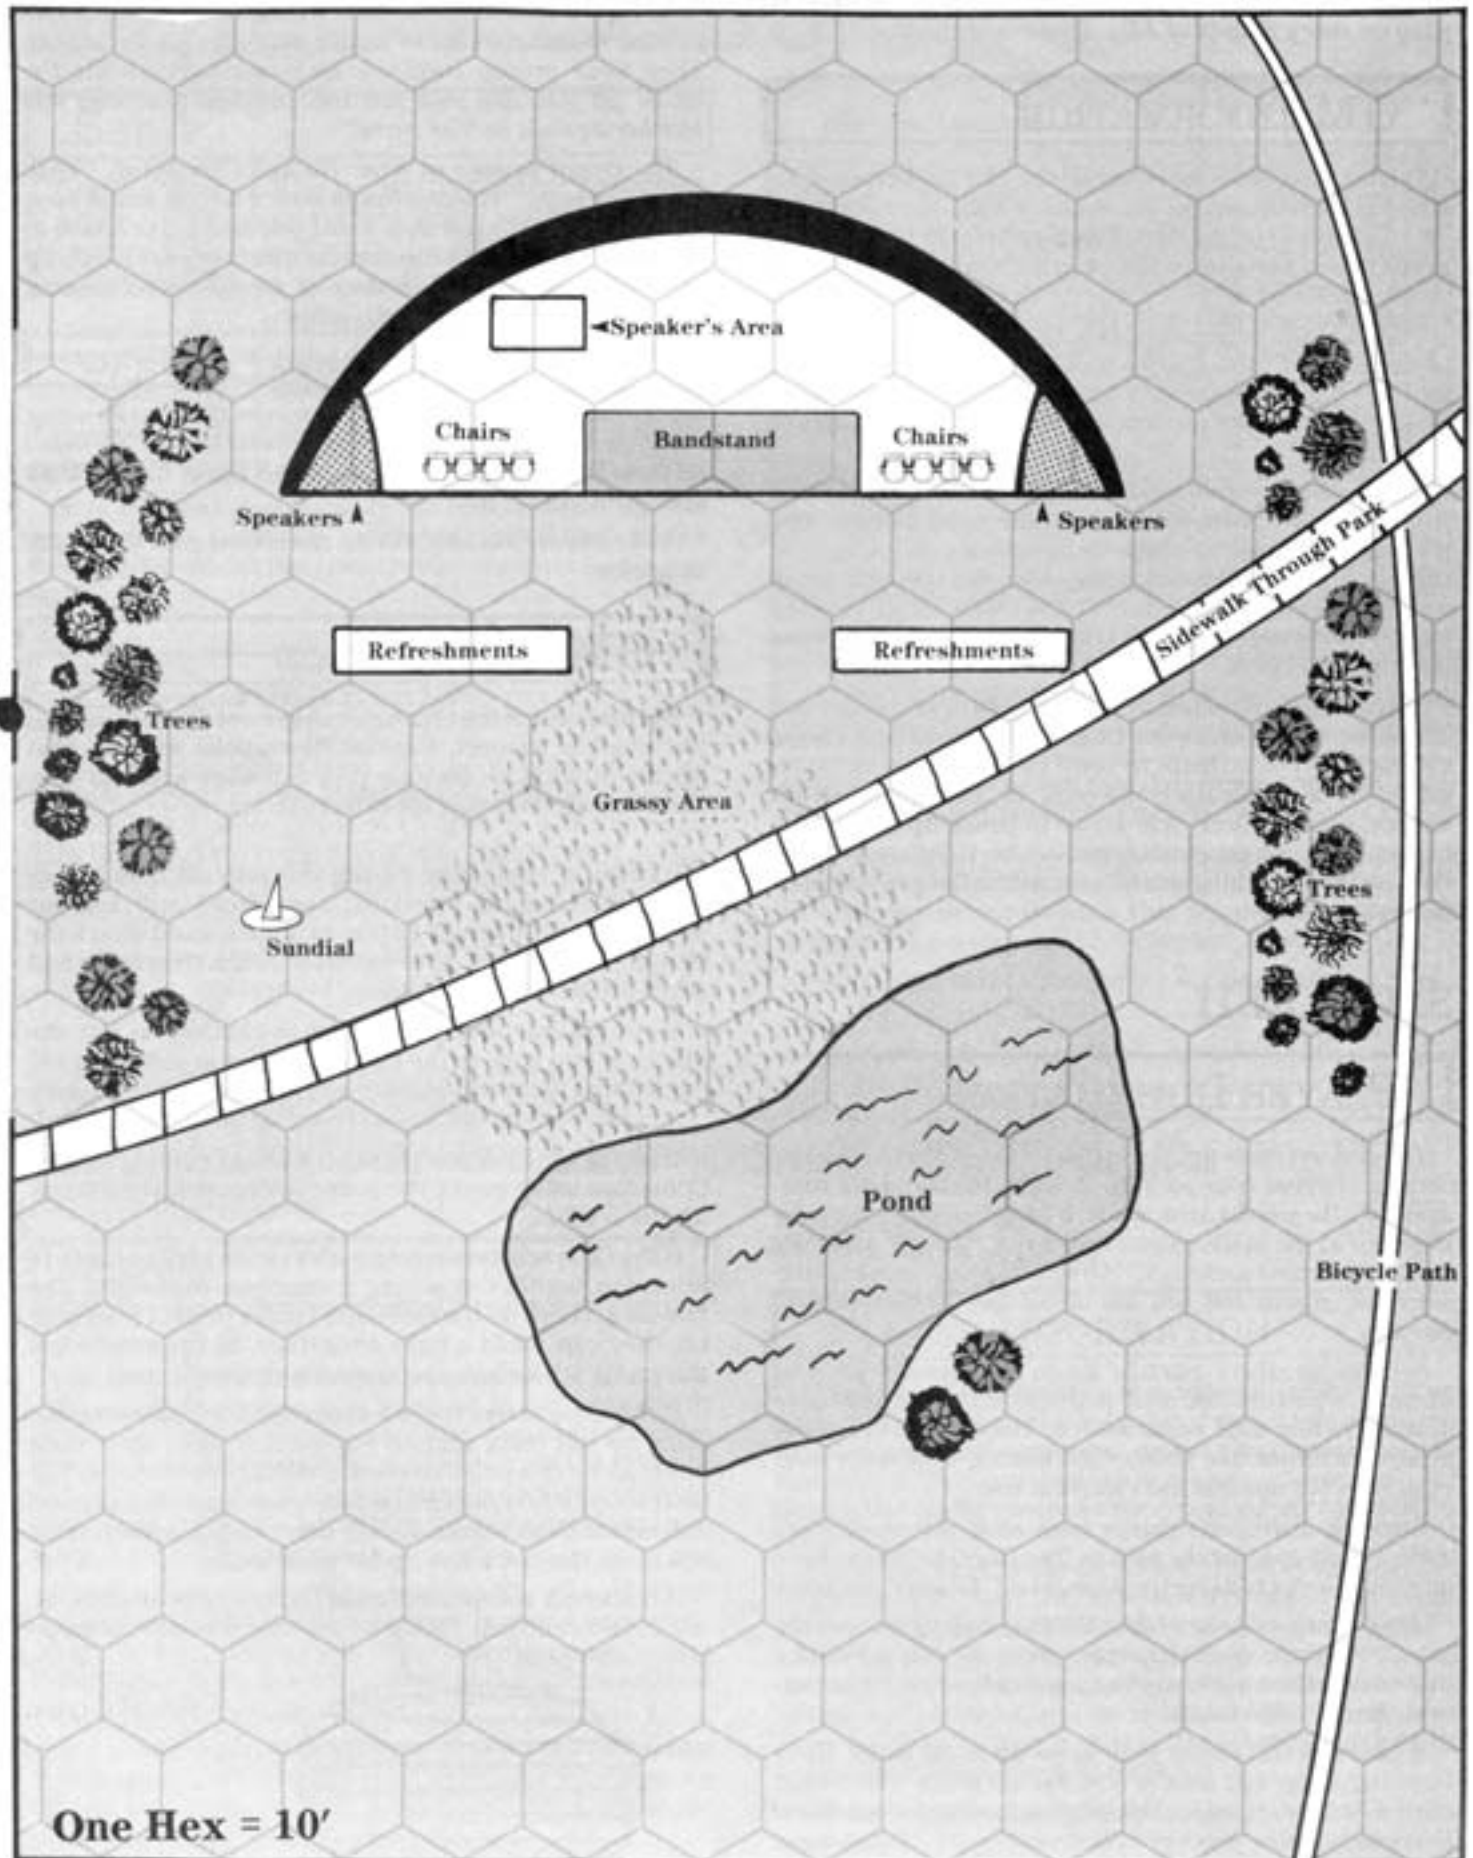 Speaker's Area
Chairs
Bandstand
Chairs
Speakers
Speakers
Sidewalk Through Park
Refreshments
Refreshments
Trees
Grassy Area
Trees
Sundial
Pond
Bicycle Path
One Hex = 10'